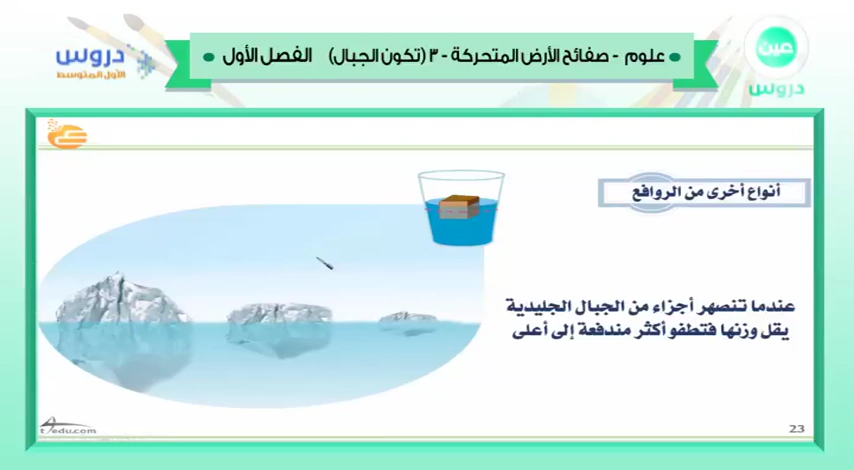 علوم - صفائح الأرض المتحركة - ٣ (تكون الجبال) الفصل الأول
عين
دروس
دروس
الأول المتوسط
أنواع أخرى من الروافع
عندما تنصهر أجزاء من الجبال الجليدية
يقل وزنها فتطفو أكثر مندفعة إلى أعلى
t4edu.com
23